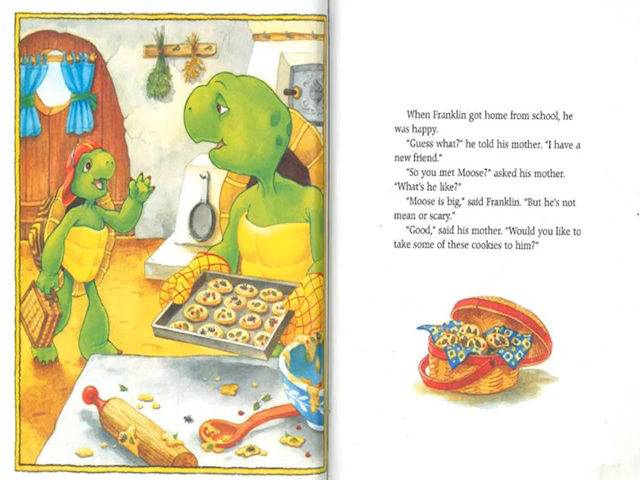 When Franklin got home from school, he
was happy.
"Guess what?" he told his mother. "I have a
new friend."
"So you met Moose?" asked his mother.
"What's he like?"
"Moose is big," said Franklin. "But he's not
mean or scary."
"Good," said his mother. "Would you like to
take some of these cookies to him?"